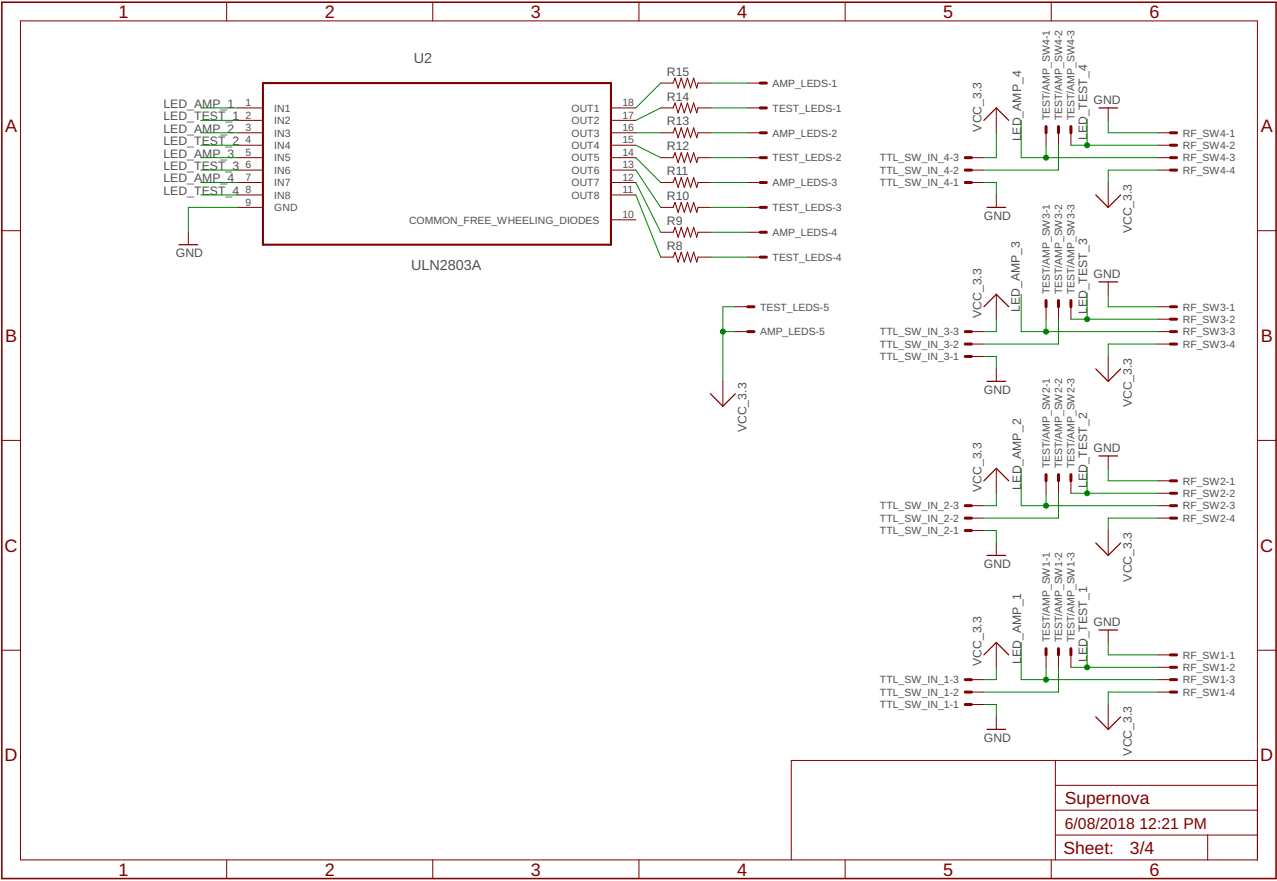 1 2 3 4 5 6
A
B
C
D
A
B
C
D
U2
LED_AMP_1 1 IN1
LED_TEST_1 2 IN2
LED_AMP_2 3 IN3
LED_TEST_2 4 IN4
LED_AMP_3 5 IN5
LED_TEST_3 6 IN6
LED_AMP_4 7 IN7
LED_TEST_4 8 IN8
9 GND
GND
OUT1 18
OUT2 17
OUT3 16
OUT4 15
OUT5 14
OUT6 13
OUT7 12
OUT8 11
COMMON_FREE_WHEELING_DIODES 10
ULN2803A
R15 AMP_LEDS-1
R14 TEST_LEDS-1
R13 AMP_LEDS-2
R12 TEST_LEDS-2
R11 AMP_LEDS-3
R10 TEST_LEDS-3
R9 AMP_LEDS-4
R8 TEST_LEDS-4
TEST_LEDS-5
AMP_LEDS-5
VCC_3.3
VCC_3.3
LED_AMP_4
TEST/AMP_SW4-1
TEST/AMP_SW4-2
TEST/AMP_SW4-3
LED_TEST_4
GND
TTL_SW_IN_4-3
TTL_SW_IN_4-2
TTL_SW_IN_4-1
GND
RF_SW4-1
RF_SW4-2
RF_SW4-3
RF_SW4-4
VCC_3.3
VCC_3.3
LED_AMP_3
TEST/AMP_SW3-1
TEST/AMP_SW3-2
TEST/AMP_SW3-3
LED_TEST_3
GND
TTL_SW_IN_3-3
TTL_SW_IN_3-2
TTL_SW_IN_3-1
GND
RF_SW3-1
RF_SW3-2
RF_SW3-3
RF_SW3-4
VCC_3.3
VCC_3.3
LED_AMP_2
TEST/AMP_SW2-1
TEST/AMP_SW2-2
TEST/AMP_SW2-3
LED_TEST_2
GND
TTL_SW_IN_2-3
TTL_SW_IN_2-2
TTL_SW_IN_2-1
GND
RF_SW2-1
RF_SW2-2
RF_SW2-3
RF_SW2-4
VCC_3.3
VCC_3.3
LED_AMP_1
TEST/AMP_SW1-1
TEST/AMP_SW1-2
TEST/AMP_SW1-3
LED_TEST_1
GND
TTL_SW_IN_1-3
TTL_SW_IN_1-2
TTL_SW_IN_1-1
GND
RF_SW1-1
RF_SW1-2
RF_SW1-3
RF_SW1-4
VCC_3.3
Supernova
6/08/2018 12:21 PM
Sheet: 3/4
1 2 3 4 5 6